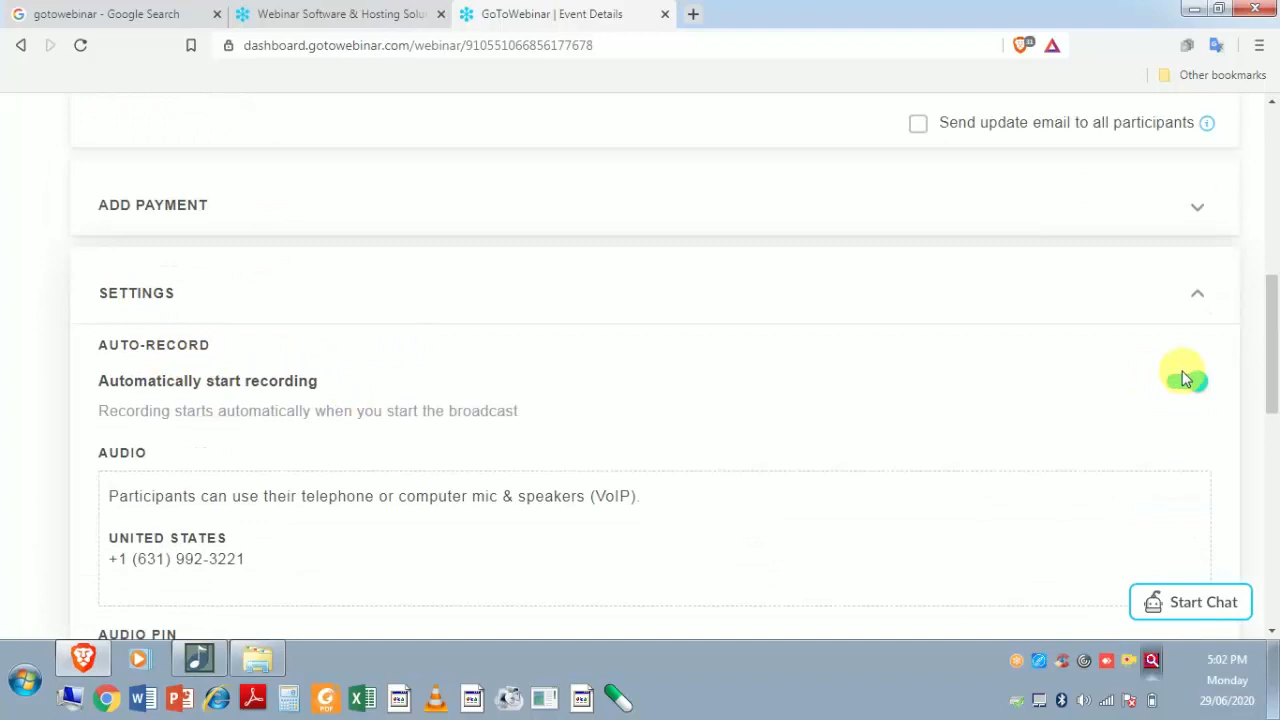 gotowebinar - Google Search
Webinar Software & Hosting Solu
GoToWebinar | Event Details
dashboard.gotowebinar.com/webinar/910551066856177678
11
Other bookmarks
Send update email to all participants
ADD PAYMENT
SETTINGS
AUTO-RECORD
Automatically start recording
Recording starts automatically when you start the broadcast
AUDIO
Participants can use their telephone or computer mic & speakers (VoIP).
UNITED STATES
+1 (631) 992-3221
Start Chat
AUDIO PIN
5:02 PM
Monday
29/06/2020